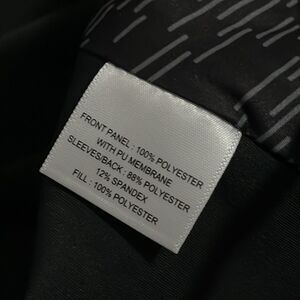 FRONT PANEL : 100% POLYESTER
WITH PU MEMBRANE
SLEEVES/BACK : 88% POLYESTER
12% SPANDEX
FILL : 100% POLYESTER